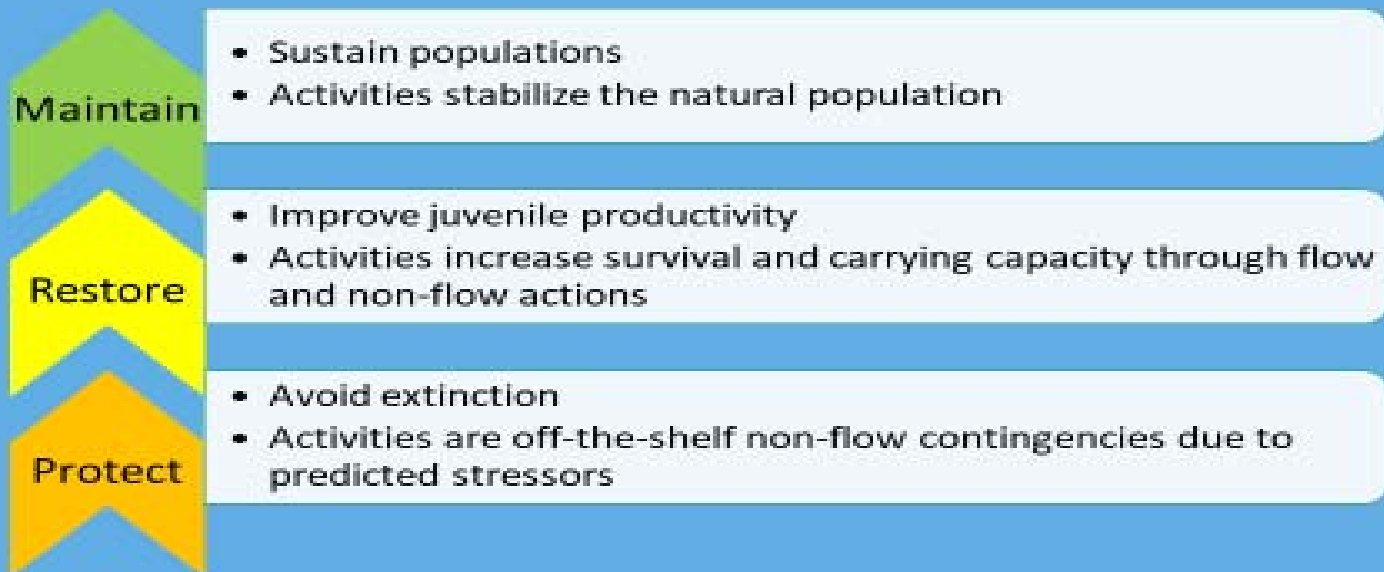 Maintain
• Sustain populations
• Activities stabilize the natural population
Restore
• Improve juvenile productivity
• Activities increase survival and carrying capacity through flow
and non-flow actions
Protect
• Avoid extinction
• Activities are off-the-shelf non-flow contingencies due to
predicted stressors